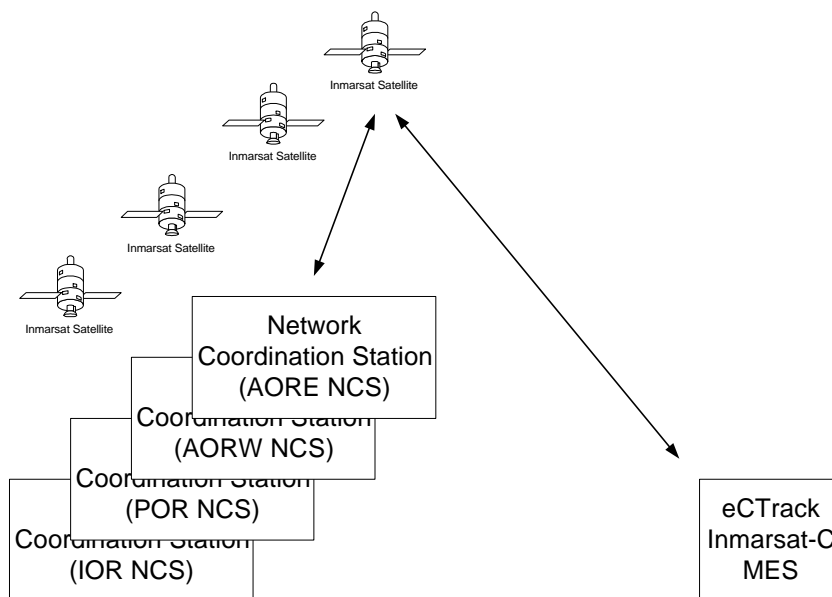 Inmarsat Satellite
Inmarsat Satellite
Inmarsat Satellite
Inmarsat Satellite
Network
Coordination Station
(AORE NCS)
Coordination Station
(AORW NCS)
Coordination Station
(POR NCS)
Coordination Station
(IOR NCS)
eCTrack
Inmarsat-C
MES